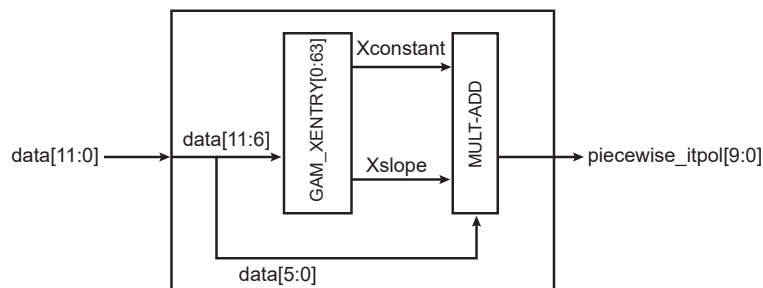 Xconstant
GAM_XENTRY[0:63]
MULT-ADD
data[11:6]
data[11:0]
piecewise_itpol[9:0]
Xslope
data[5:0]